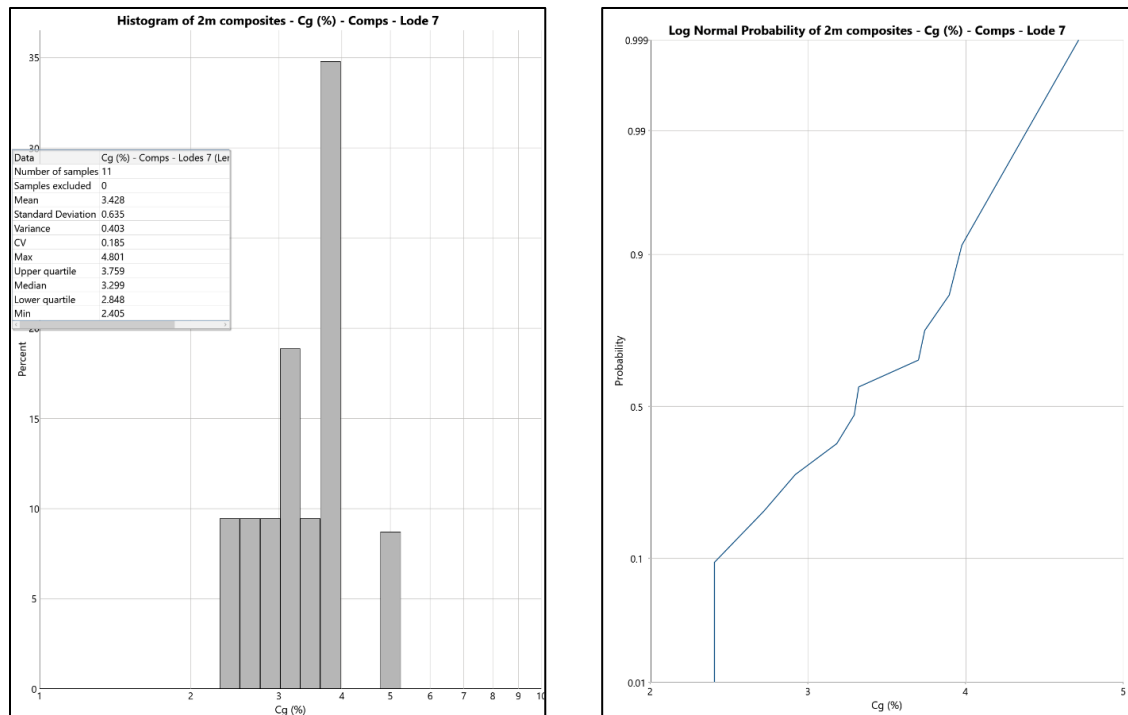 Histogram of 2m composites - Cg (%) - Comps - Lode 7
35
30
Data Cg (%) - Comps - Lodes 7 (Ler
Number of samples 11
Samples excluded 0
Mean 3.428
Standard Deviation 0.635
Variance 0.403
CV 0.185
Max 4.801
Upper quartile 3.759
Median 3.299
Lower quartile 2.848
Min 2.405
20
Percent
15
10
5
0
1 2 3 4 5 6 7 8 9 10
Cg (%)
Log Normal Probability of 2m composites - Cg (%) - Comps - Lode 7
0.999
0.99
0.9
Probability
0.5
0.1
0.01
2 3 4 5
Cg (%)